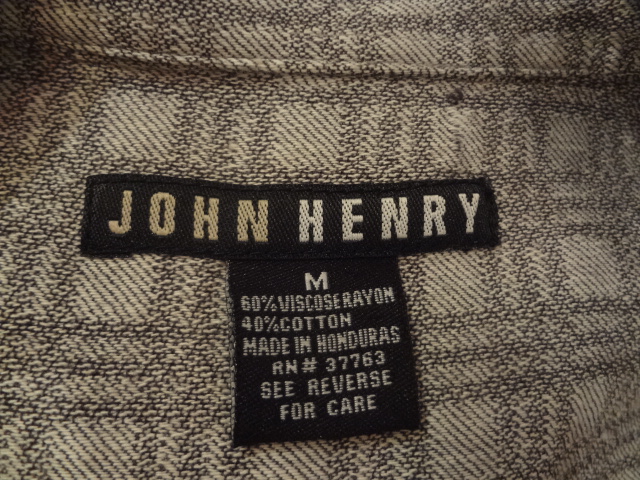 JOHN HENRY
M
60%VISCOSERAYON
40%COTTON
MADE IN HONDURAS
RN# 37763
SEE REVERSE
FOR CARE